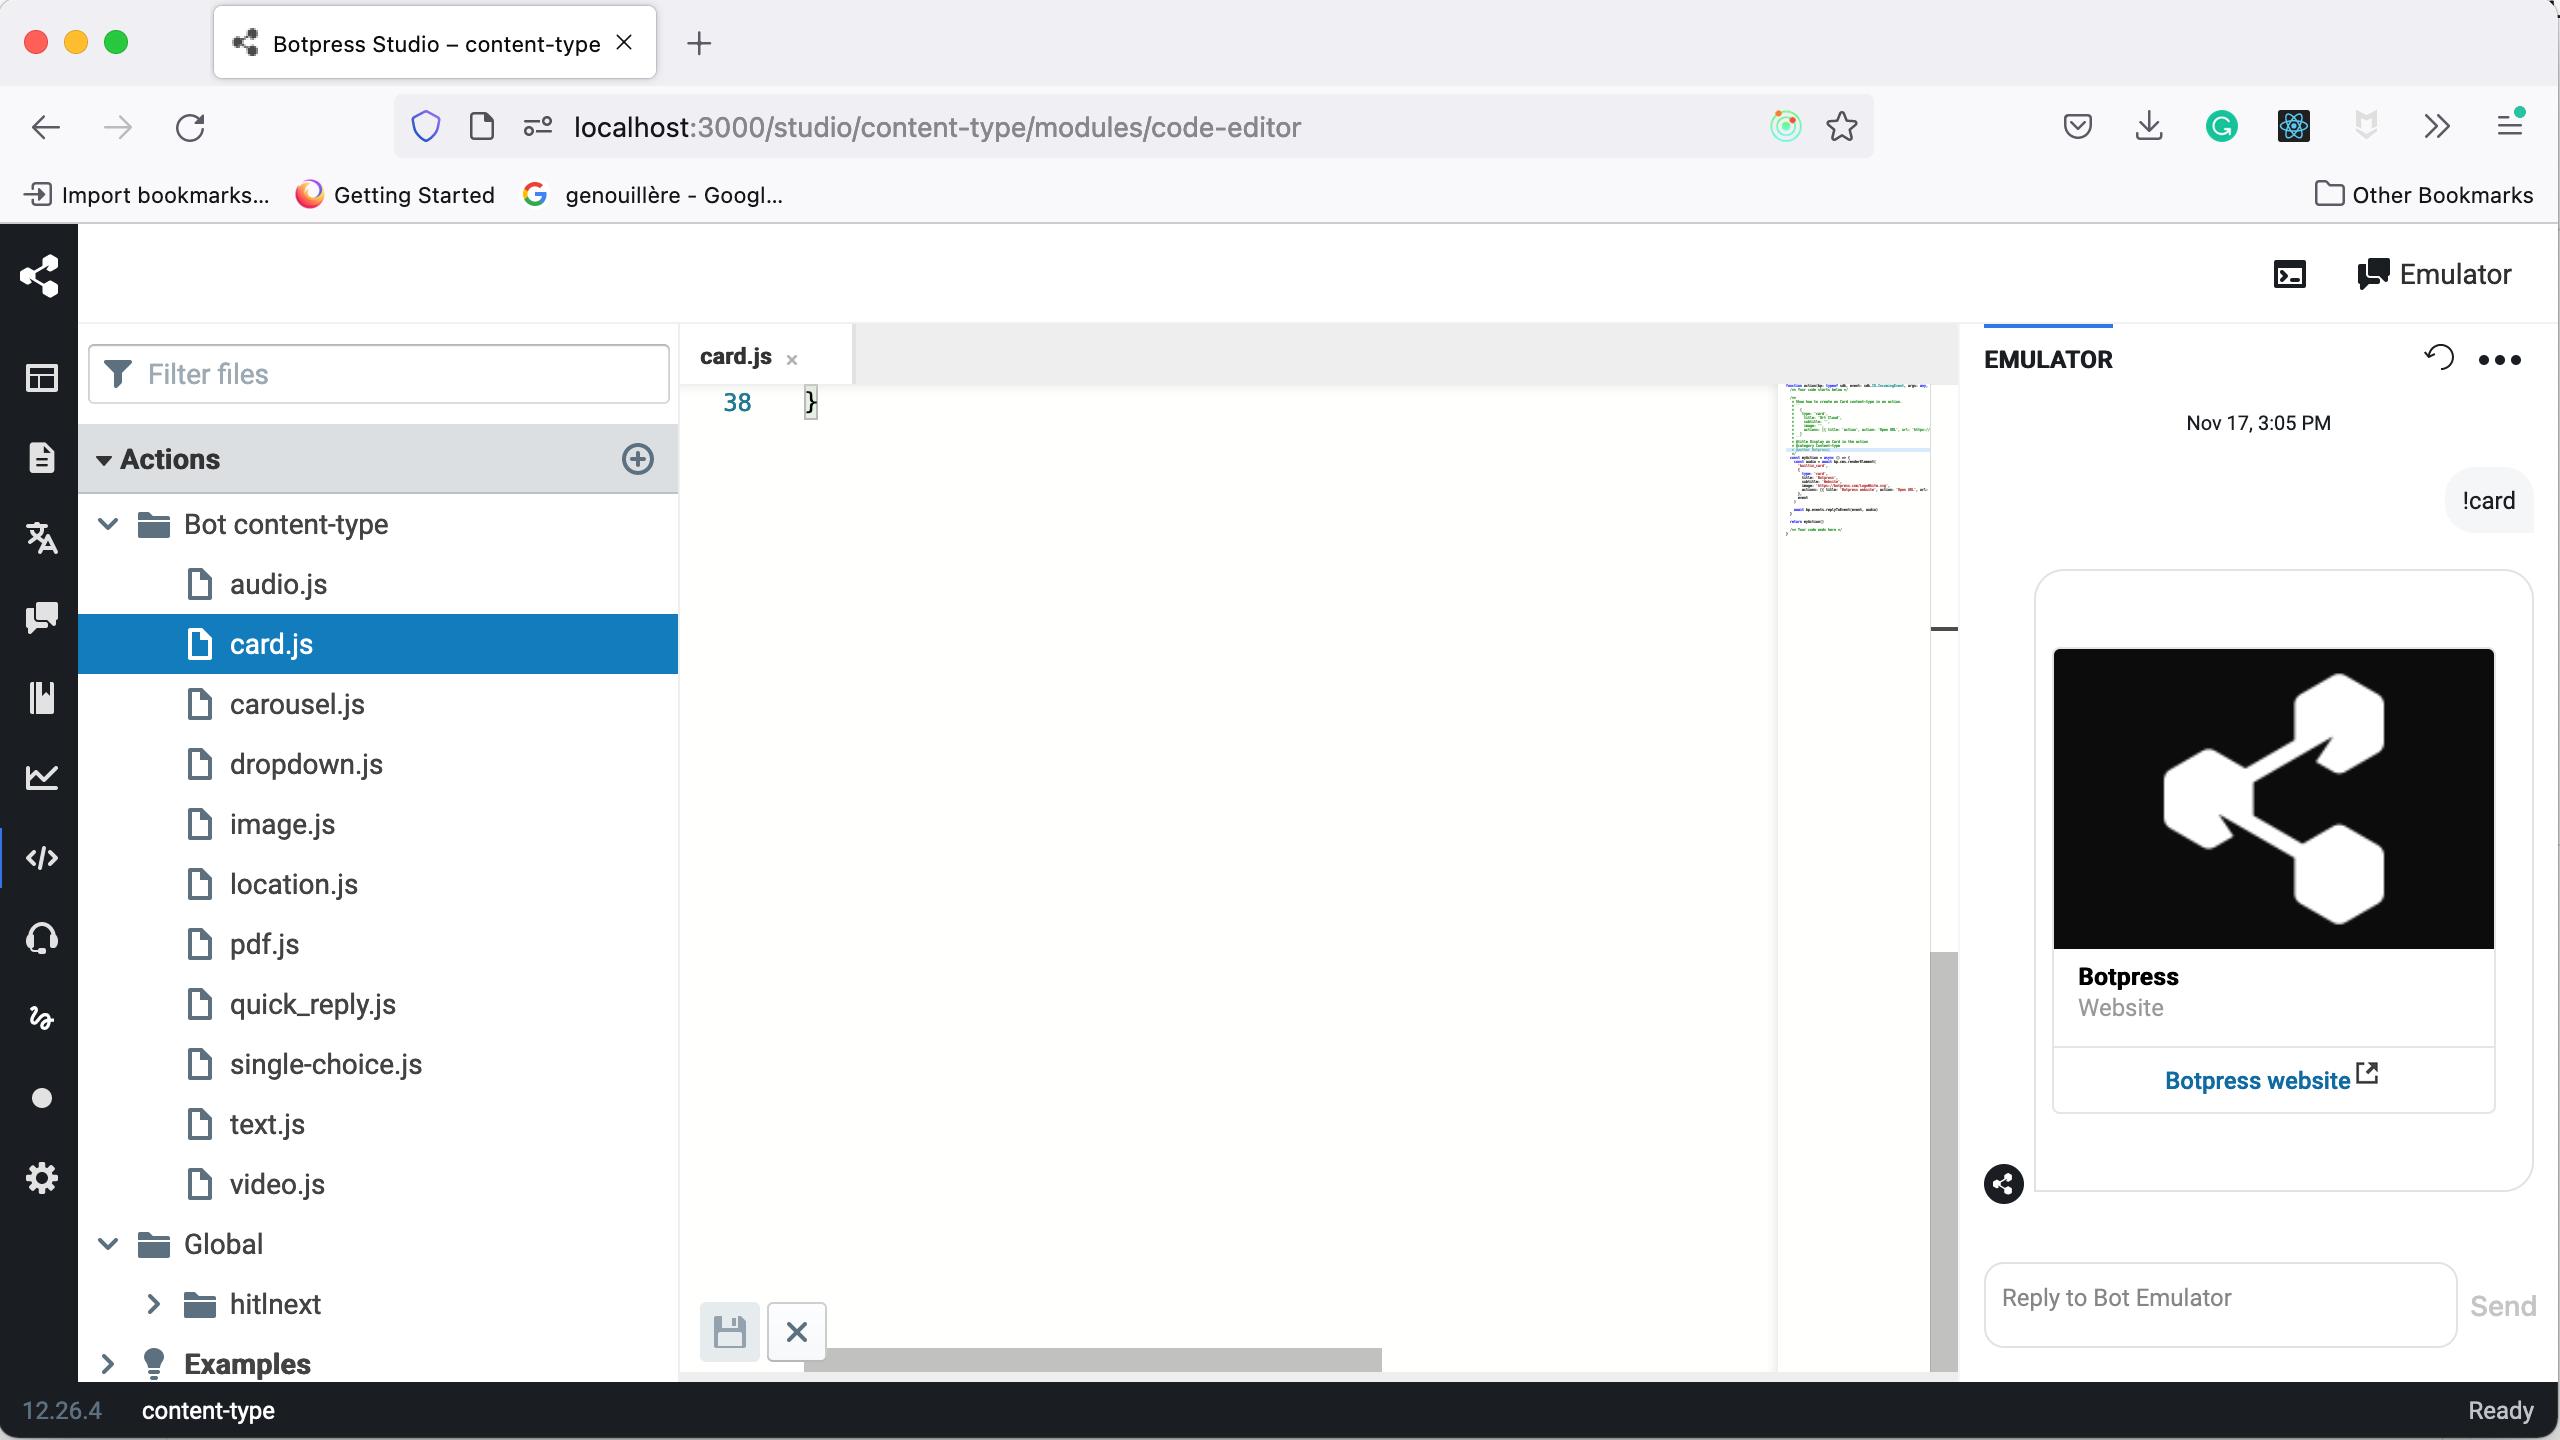 Botpress Studio – content-type
localhost:3000/studio/content-type/modules/code-editor
Import bookmarks...
Getting Started
genouillère - Googl...
Other Bookmarks
Emulator
Filter files
Actions
Bot content-type
audio.js
card.js
carousel.js
dropdown.js
image.js
location.js
pdf.js
quick_reply.js
single-choice.js
text.js
video.js
Global
hitlnext
Examples
card.js
38 }
EMULATOR
Nov 17, 3:05 PM
!card
Botpress
Website
Botpress website
Reply to Bot Emulator
Send
12.26.4 content-type
Ready